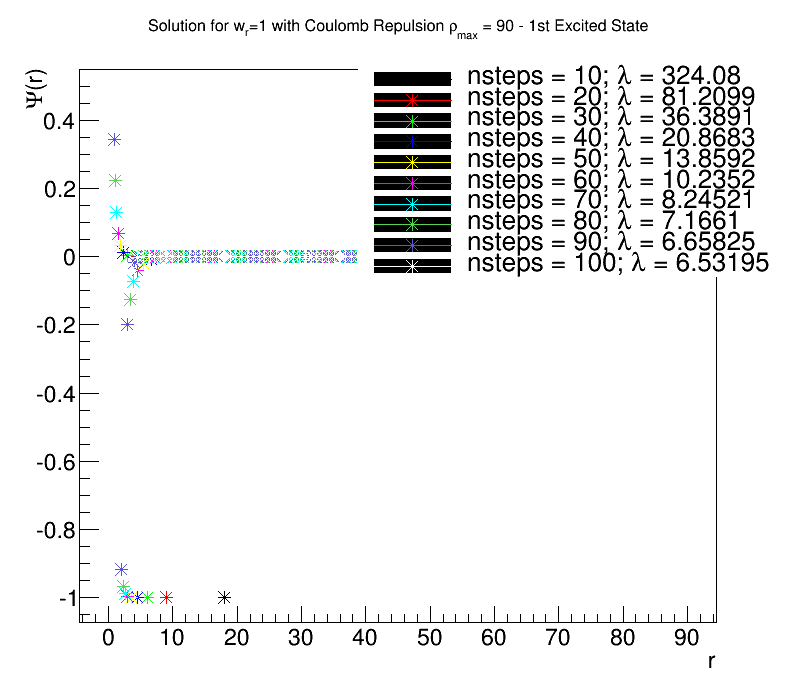 Solution for wr=1 with Coulomb Repulsion ρmax = 90 - 1st Excited State
Ψ(r)
nsteps = 10; λ = 324.08
nsteps = 20; λ = 81.2099
nsteps = 30; λ = 36.3891
nsteps = 40; λ = 20.8683
nsteps = 50; λ = 13.8592
nsteps = 60; λ = 10.2352
nsteps = 70; λ = 8.24521
nsteps = 80; λ = 7.1661
nsteps = 90; λ = 6.65825
nsteps = 100; λ = 6.53195
0.4
0.2
0
-0.2
-0.4
-0.6
-0.8
-1
0 10 20 30 40 50 60 70 80 90
r